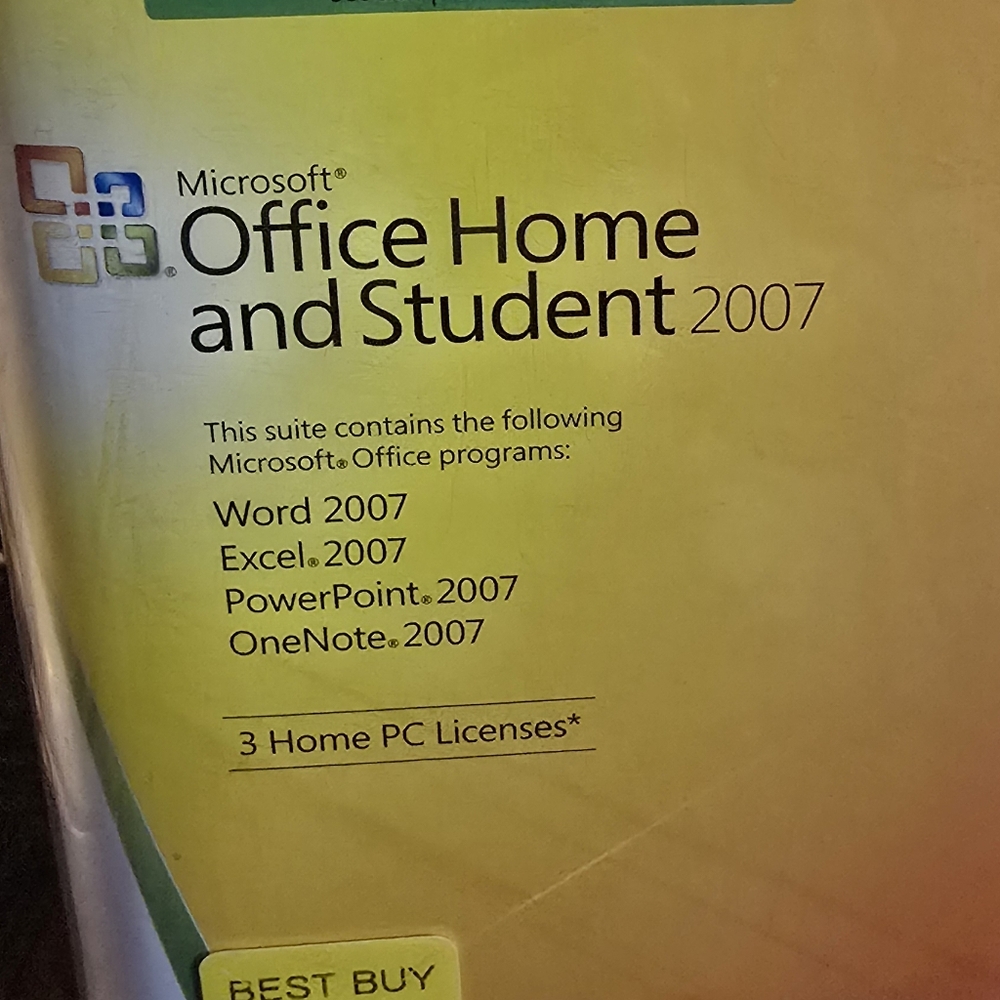 Microsoft®
Office Home
and Student 2007
This suite contains the following
Microsoft® Office programs:
Word 2007
Excel® 2007
PowerPoint® 2007
OneNote® 2007
3 Home PC Licenses*
BEST BUY